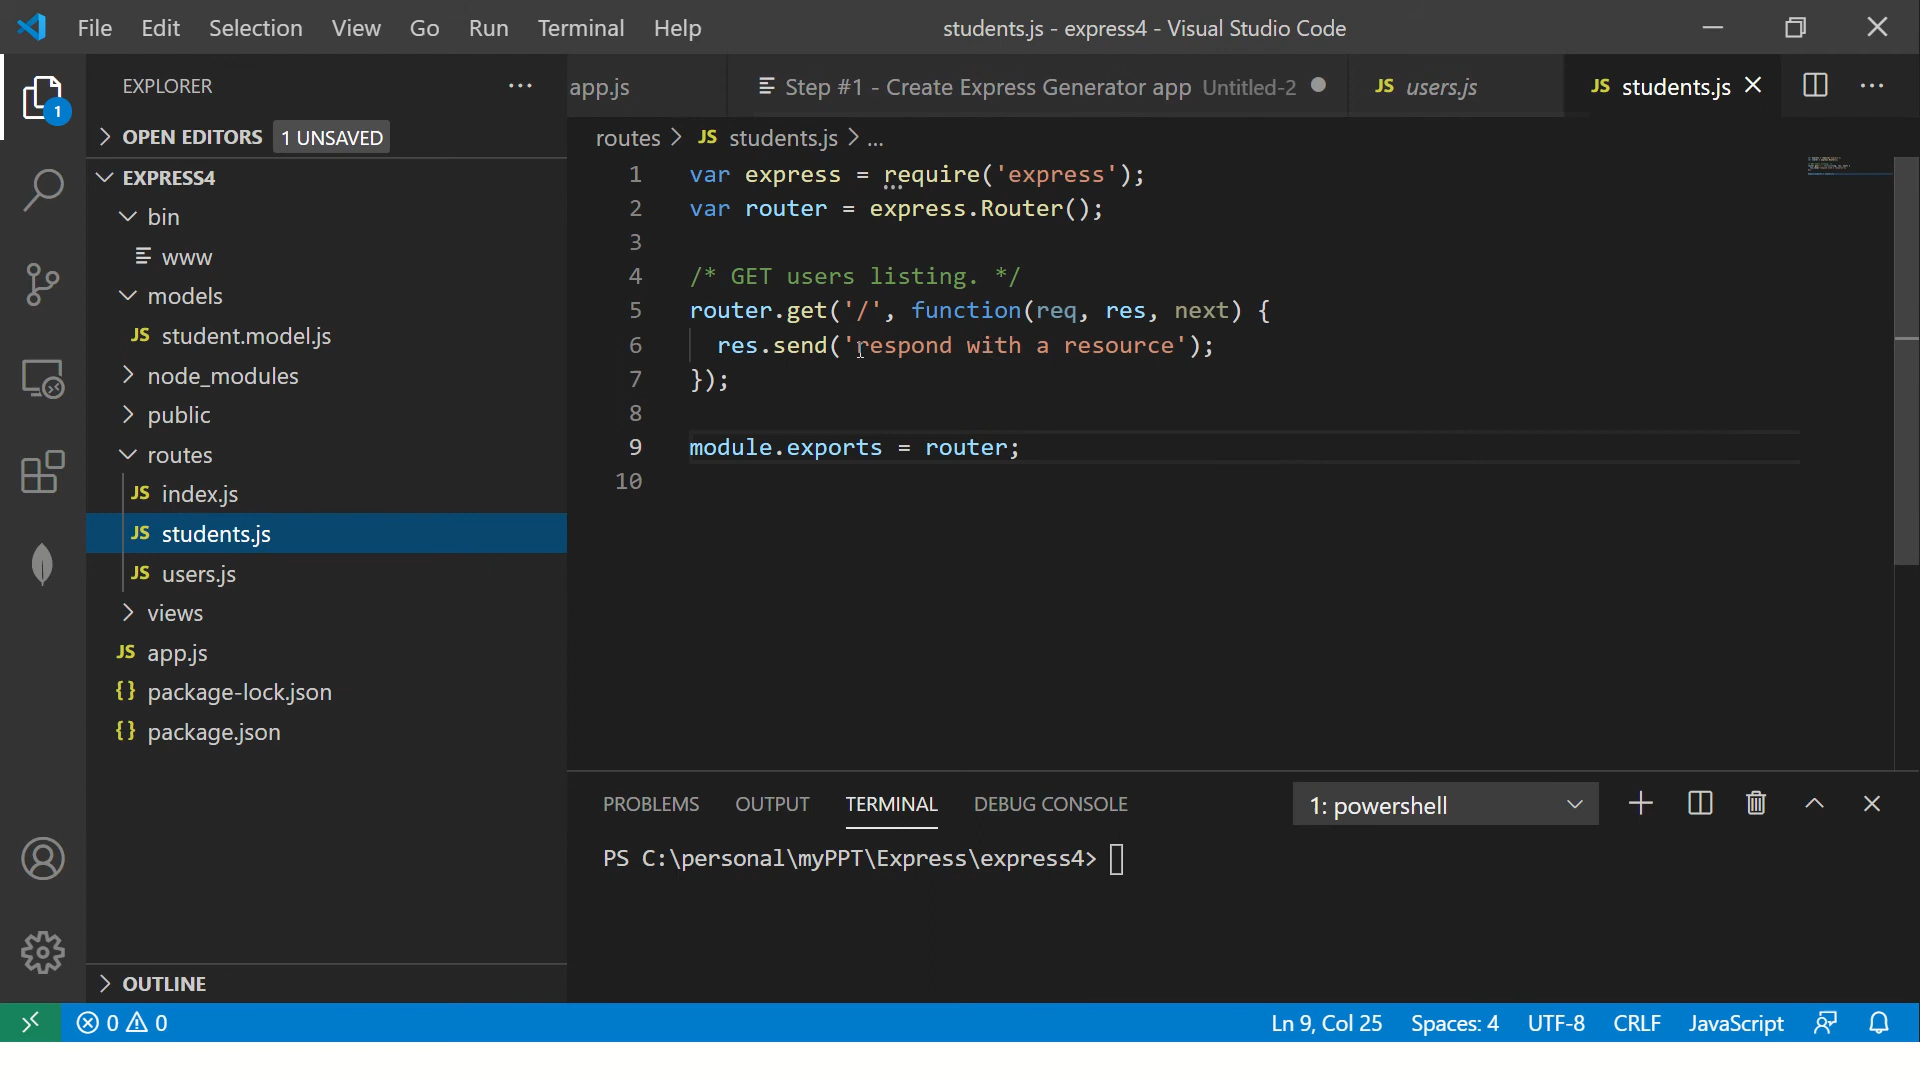 File Edit Selection View Go Run Terminal Help
students.js - express4 - Visual Studio Code
EXPLORER
app.js
Step #1 - Create Express Generator app Untitled-2
JS users.js
JS students.js
1
OPEN EDITORS 1 UNSAVED
routes > JS students.js > ...
EXPRESS4
bin
www
models
JS student.model.js
node_modules
public
routes
JS index.js
JS students.js
JS users.js
views
JS app.js
{} package-lock.json
{} package.json
OUTLINE
1 var express = require('express');
2 var router = express.Router();
3
4 /* GET users listing. */
5 router.get('/', function(req, res, next) {
6 res.send('respond with a resource');
7 });
8
9 module.exports = router;
10
PROBLEMS OUTPUT TERMINAL DEBUG CONSOLE
1: powershell
PS C:\personal\myPPT\Express\express4>
0 0
Ln 9, Col 25 Spaces: 4 UTF-8 CRLF JavaScript